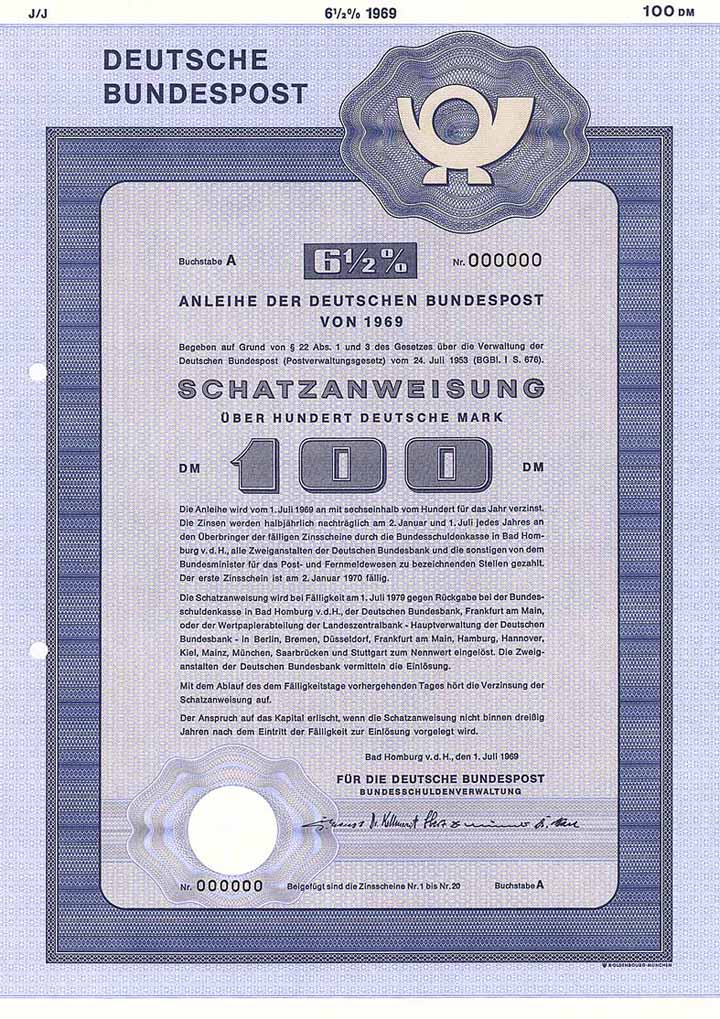 J/J 6½% 1969 100 DM
DEUTSCHE
BUNDESPOST
Buchstabe A 6½% Nr. 000000
ANLEIHE DER DEUTSCHEN BUNDESPOST
VON 1969
Begeben auf Grund von § 22 Abs. 1 und 3 des Gesetzes über die Verwaltung der
Deutschen Bundespost (Postverwaltungsgesetz) vom 24. Juli 1953 (BGBl. I S. 676).
SCHATZANWEISUNG
ÜBER HUNDERT DEUTSCHE MARK
DM 100 DM
Die Anleihe wird vom 1. Juli 1969 an mit sechseinhalb vom Hundert für das Jahr verzinst.
Die Zinsen werden halbjährlich nachträglich am 2. Januar und 1. Juli jedes Jahres an
den Überbringer der fälligen Zinsscheine durch die Bundesschuldenkasse in Bad Hom-
burg v. d. H., alle Zweiganstalten der Deutschen Bundesbank und die sonstigen von dem
Bundesminister für das Post- und Fernmeldewesen zu bezeichnenden Stellen gezahlt.
Der erste Zinsschein ist am 2. Januar 1970 fällig.
Die Schatzanweisung wird bei Fälligkeit am 1. Juli 1979 gegen Rückgabe bei der Bundes-
schuldenkasse in Bad Homburg v. d. H., der Deutschen Bundesbank, Frankfurt am Main,
oder der Wertpapierabteilung der Landeszentralbank - Hauptverwaltung der Deutschen
Bundesbank - in Berlin, Bremen, Düsseldorf, Frankfurt am Main, Hamburg, Hannover,
Kiel, Mainz, München, Saarbrücken und Stuttgart zum Nennwert eingelöst. Die Zweig-
anstalten der Deutschen Bundesbank vermitteln die Einlösung.
Mit dem Ablauf des dem Fälligkeitstage vorhergehenden Tages hört die Verzinsung der
Schatzanweisung auf.
Der Anspruch auf das Kapital erlischt, wenn die Schatzanweisung nicht binnen dreißig
Jahren nach dem Eintritt der Fälligkeit zur Einlösung vorgelegt wird.
Bad Homburg v. d. H., den 1. Juli 1969
FÜR DIE DEUTSCHE BUNDESPOST
BUNDESSCHULDENVERWALTUNG
Nr. 000000 Beigefügt sind die Zinsscheine Nr. 1 bis Nr. 20 Buchstabe A
R. OLDENBOURG · MÜNCHEN